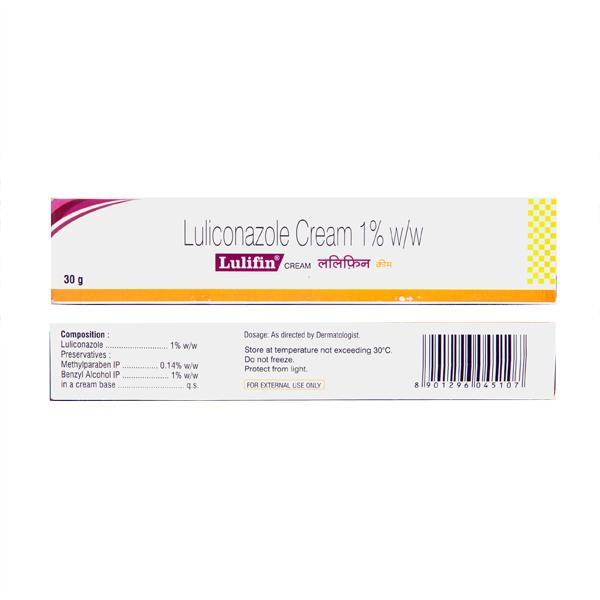 Luliconazole Cream 1% w/w
Lulifin® CREAM ललिफ़िन क्रीम
30 g
Composition :
Luliconazole ........................ 1% w/w
Preservatives :
Methylparaben IP ............. 0.14% w/w
Benzyl Alcohol IP ................. 1% w/w
in a cream base ......................... q.s.
Dosage: As directed by Dermatologist.
Store at temperature not exceeding 30°C.
Do not freeze.
Protect from light.
FOR EXTERNAL USE ONLY
8 901296 045107